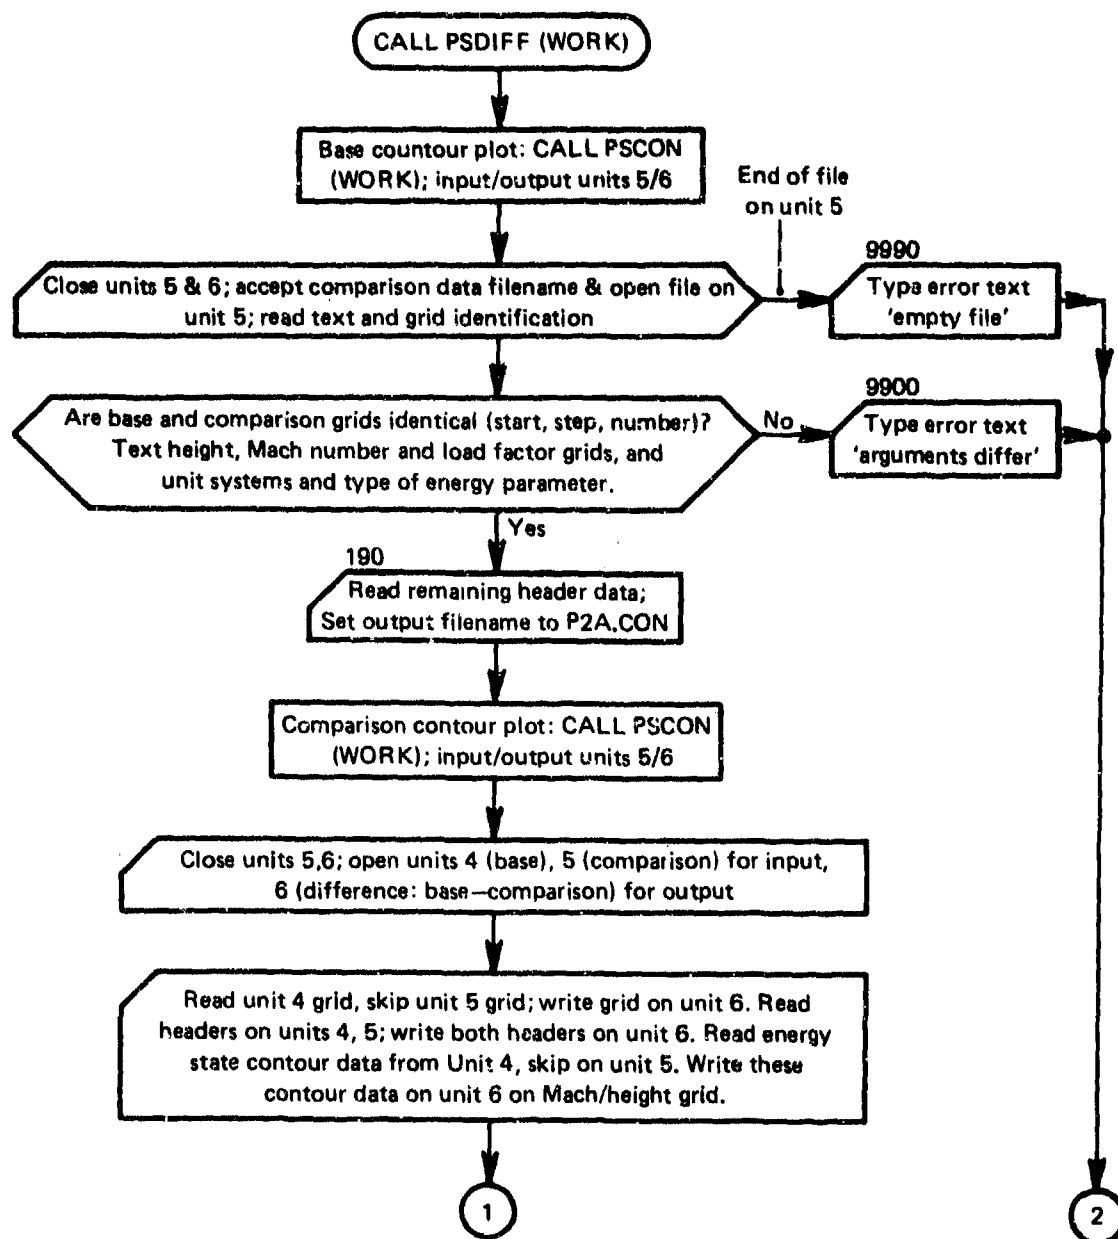 CALL PSDIFF (WORK)
Base countour plot: CALL PSCON
(WORK); input/output units 5/6
End of file
on unit 5
Close units 5 & 6; accept comparison data filename & open file on
unit 5; read text and grid identification
9990
Type error text
'empty file'
Are base and comparison grids identical (start, step, number)?
Text height, Mach number and load factor grids, and
unit systems and type of energy parameter.
No
9900
Type error text
'arguments differ'
Yes
190
Read remaining header data;
Set output filename to P2A.CON
Comparison contour plot: CALL PSCON
(WORK); input/output units 5/6
Close units 5,6; open units 4 (base), 5 (comparison) for input,
6 (difference: base—comparison) for output
Read unit 4 grid, skip unit 5 grid; write grid on unit 6. Read
headers on units 4, 5; write both headers on unit 6. Read energy
state contour data from Unit 4, skip on unit 5. Write these
contour data on unit 6 on Mach/height grid.
1
2